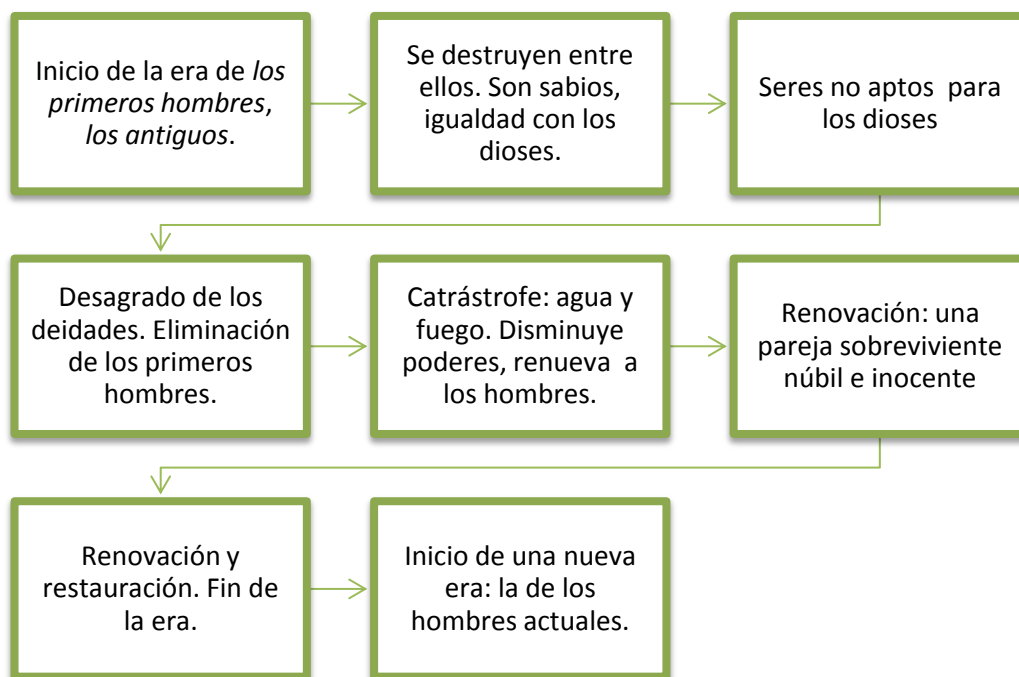 Inicio de la era de los
primeros hombres,
los antiguos.
Se destruyen entre
ellos. Son sabios,
igualdad con los
dioses.
Seres no aptos  para
los dioses
Desagrado de los
deidades. Eliminación
de los primeros
hombres.
Catrástrofe: agua y
fuego. Disminuye
poderes, renueva  a
los hombres.
Renovación: una
pareja sobreviviente
núbil e inocente
Renovación y
restauración. Fin de
la era.
Inicio de una nueva
era: la de los
hombres actuales.